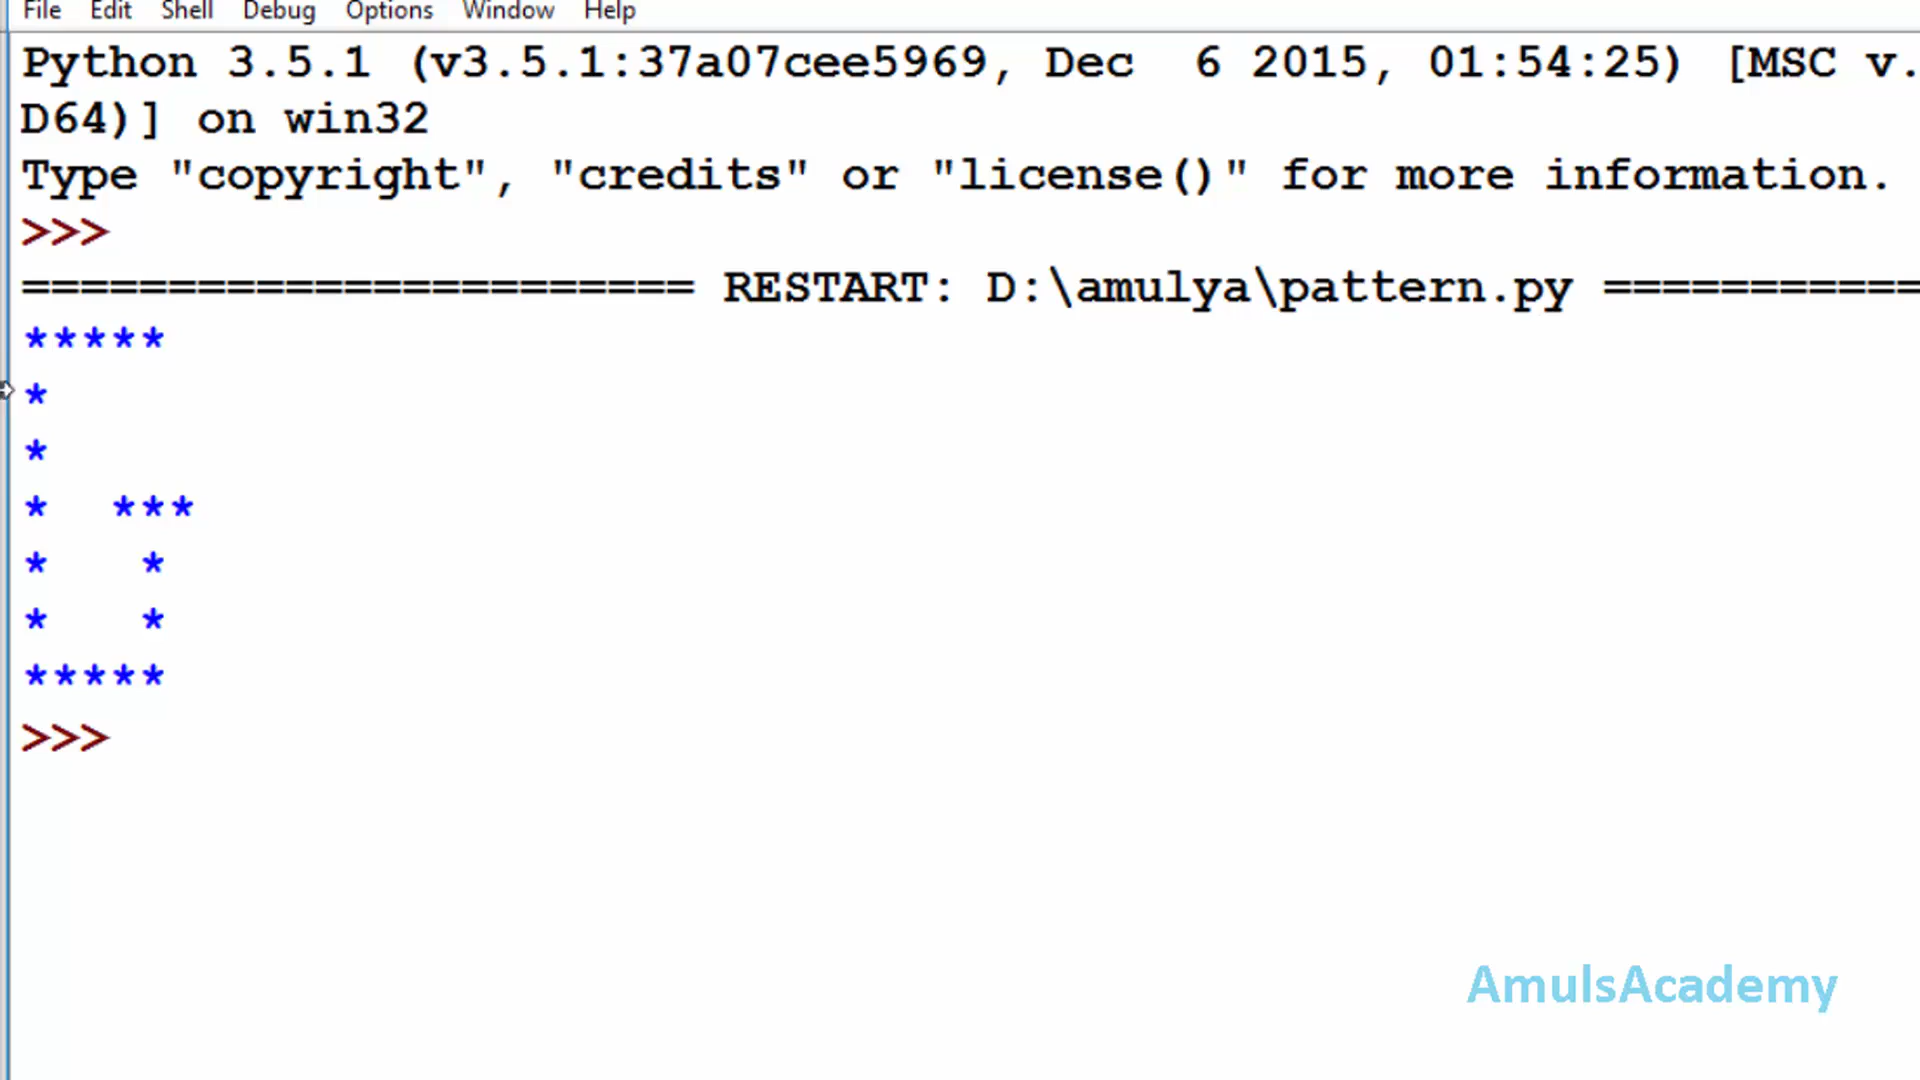 File Edit Shell Debug Options Window Help
Python 3.5.1 (v3.5.1:37a07cee5969, Dec  6 2015, 01:54:25) [MSC v.
D64)] on win32
Type "copyright", "credits" or "license()" for more information.
>>>
======================= RESTART: D:\amulya\pattern.py ===========
*****
*
*
*  ***
*   *
*   *
*****
>>>
AmulsAcademy